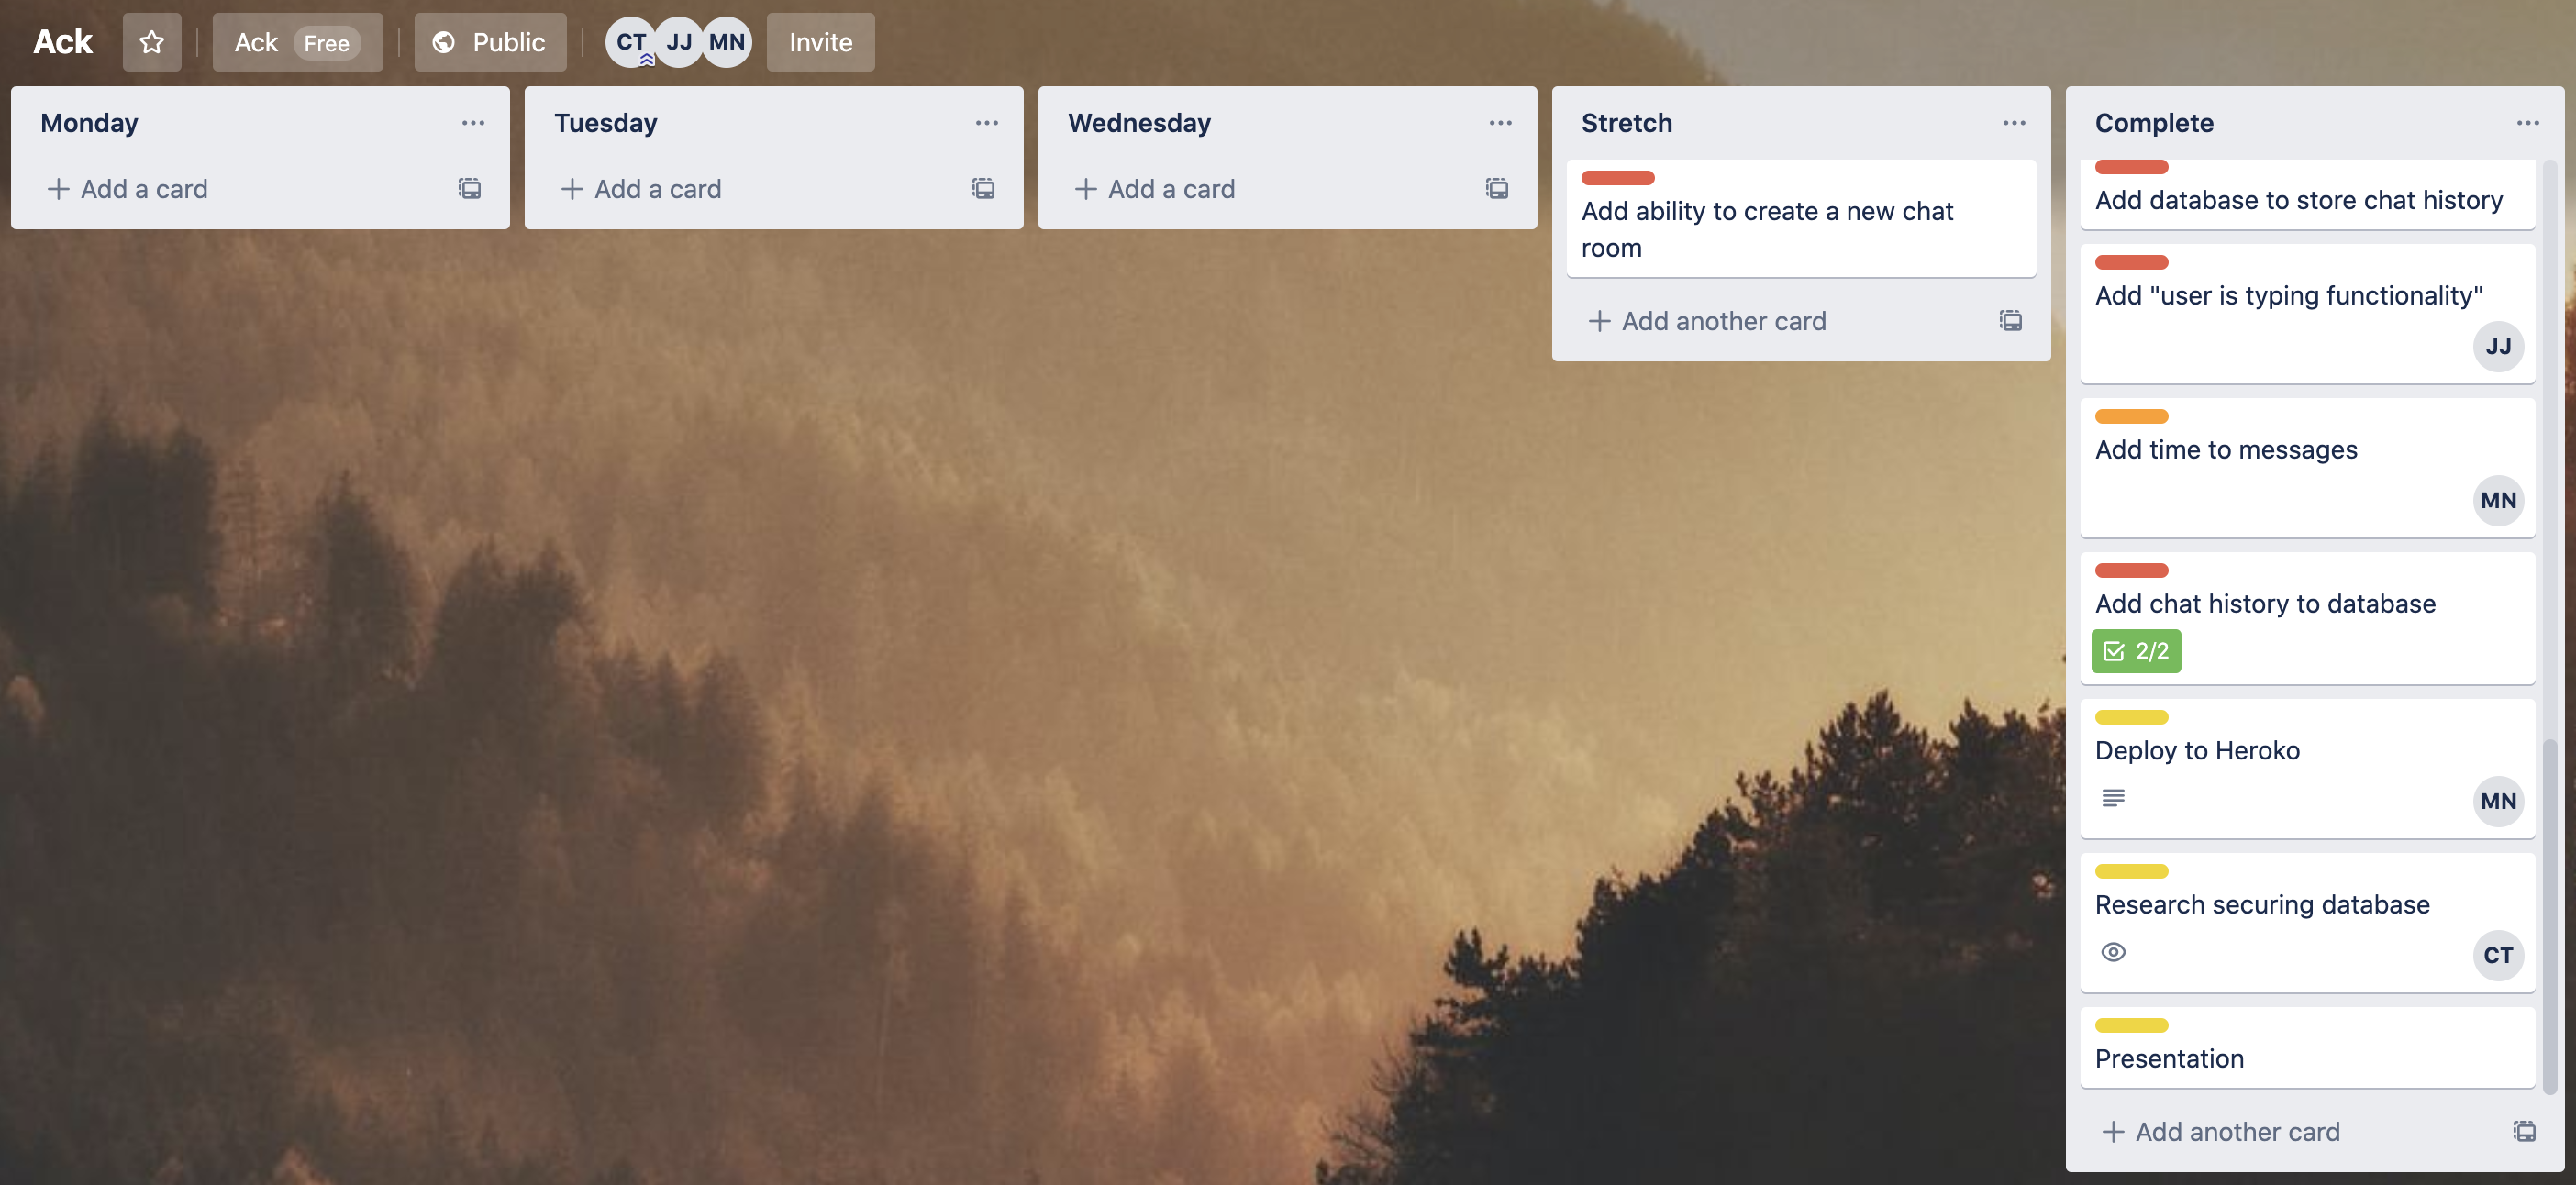 Ack
Ack Free
Public
CT JJ MN
Invite
Monday
Add a card
Tuesday
Add a card
Wednesday
Add a card
Stretch
Add ability to create a new chat
room
Add another card
Complete
Add database to store chat history
Add "user is typing functionality"
JJ
Add time to messages
MN
Add chat history to database
2/2
Deploy to Heroko
MN
Research securing database
CT
Presentation
Add another card